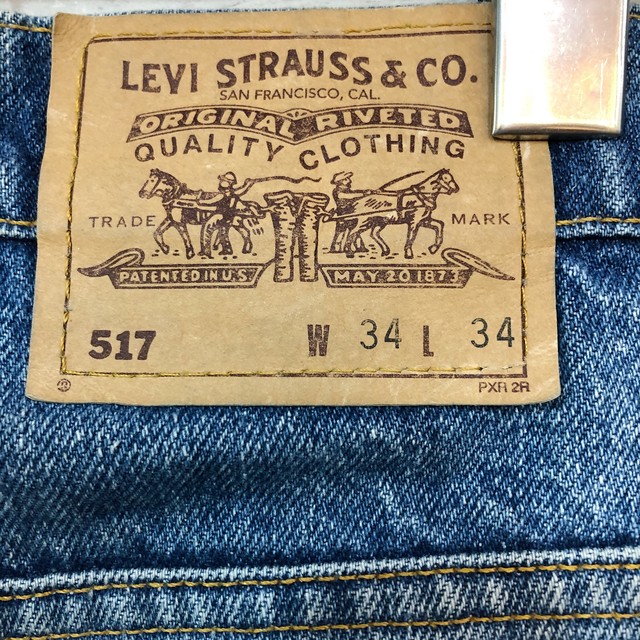 LEVI STRAUSS & CO.
SAN FRANCISCO, CAL.
ORIGINAL RIVETED
QUALITY CLOTHING
TRADE MARK
PATENTED IN U.S. MAY 20 1873
517 W 34 L 34
® PXR 2R